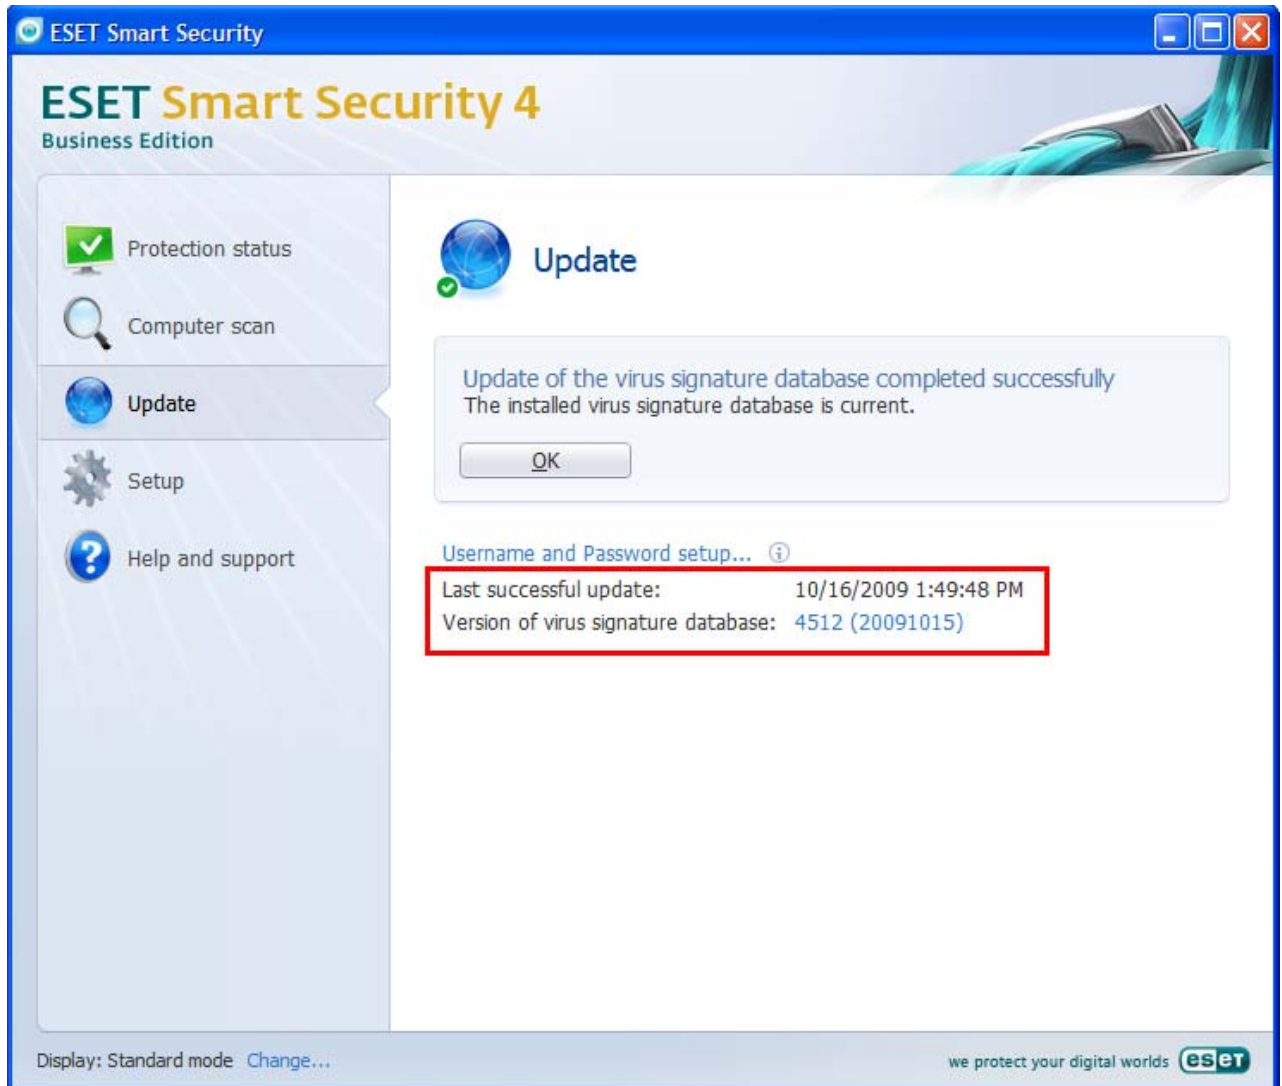 ESET Smart Security
ESET Smart Security 4
Business Edition
Protection status
Computer scan
Update
Setup
Help and support
Update
Update of the virus signature database completed successfully
The installed virus signature database is current.
OK
Username and Password setup...
Last successful update: 10/16/2009 1:49:48 PM
Version of virus signature database: 4512 (20091015)
Display: Standard mode Change...
we protect your digital worlds eseT